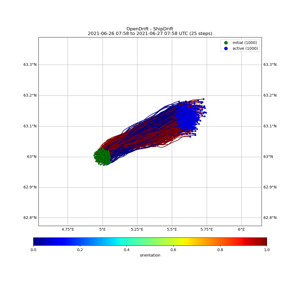 OpenDrift - ShipDrift
2021-06-26 07:58 to 2021-06-27 07:58 UTC (25 steps)
initial (1000)
active (1000)
63.3°N
63.3°N
63.2°N
63.2°N
63.1°N
63.1°N
63°N
63°N
62.9°N
62.9°N
62.8°N
62.8°N
4.75°E
5°E
5.25°E
5.5°E
5.75°E
6°E
0.0
0.2
0.4
0.6
0.8
1.0
orientation